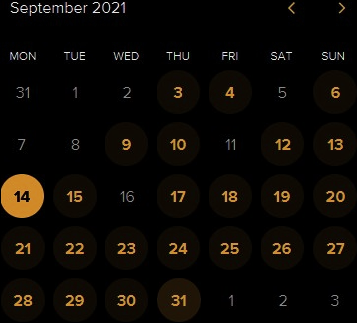 September 2021
MON TUE WED THU FRI SAT SUN
31 1 2 3 4 5 6
7 8 9 10 11 12 13
14 15 16 17 18 19 20
21 22 23 24 25 26 27
28 29 30 31 1 2 3